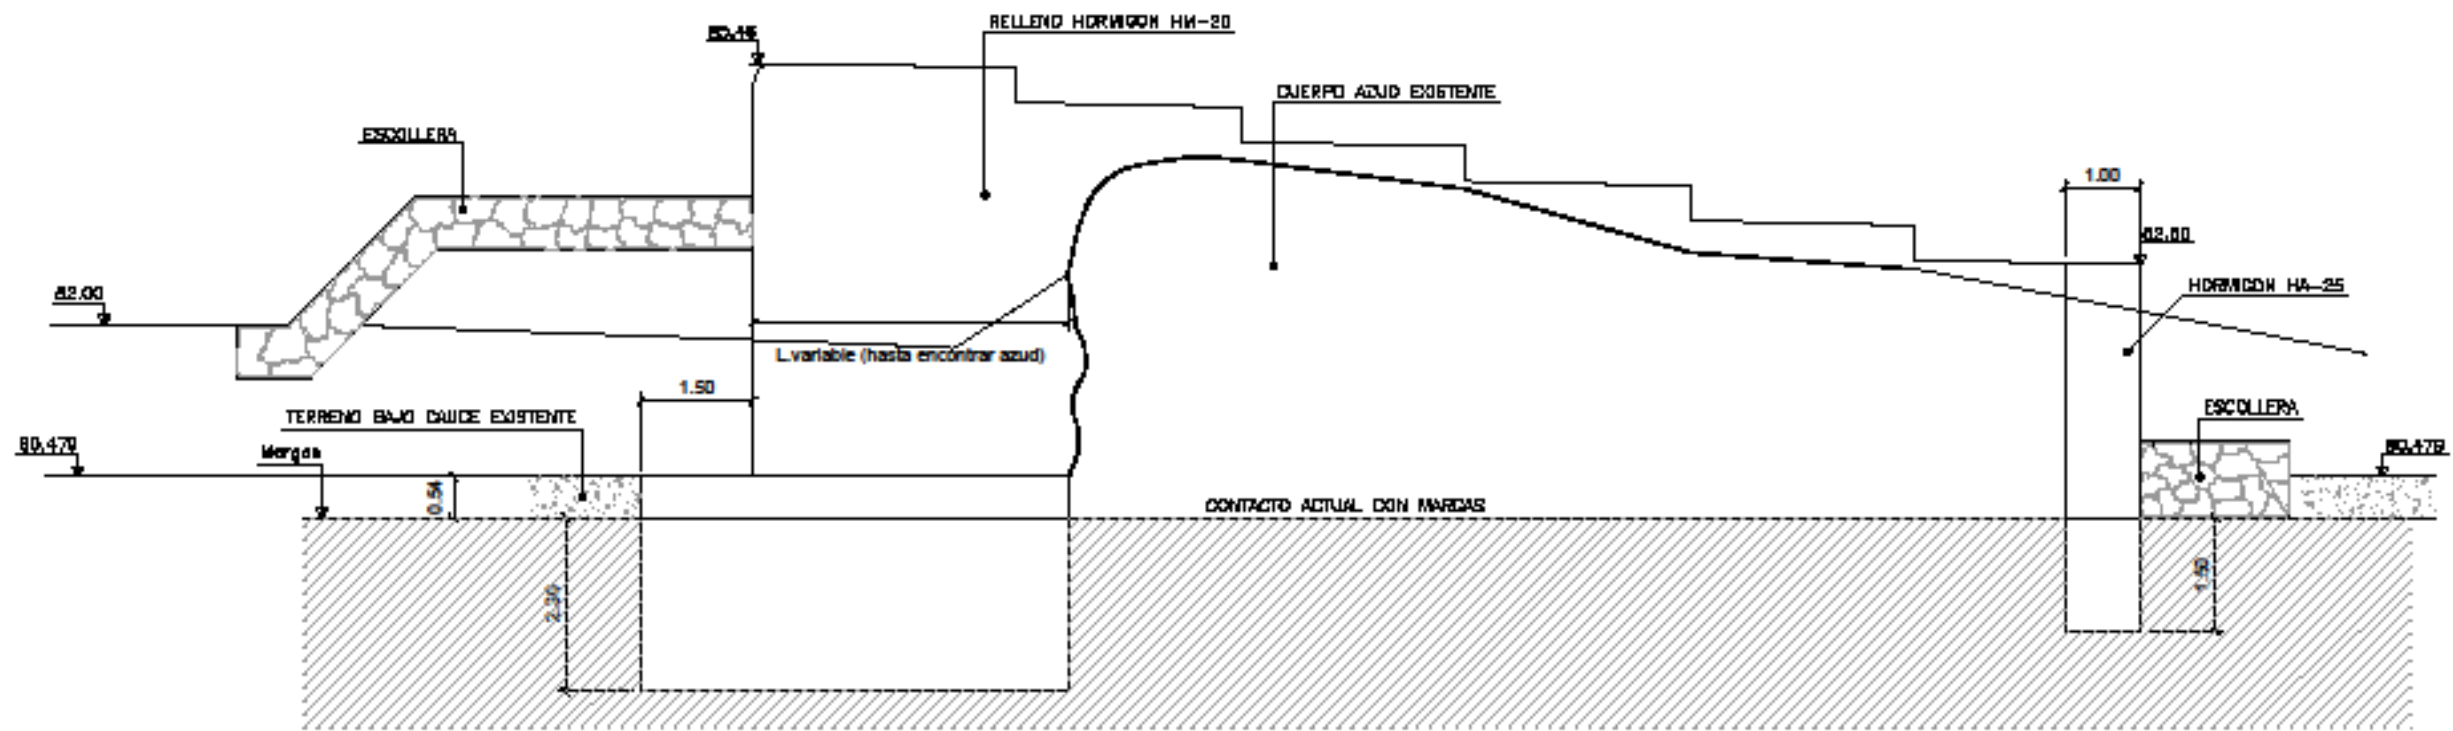 RELLENO HORMIGON HM-20
CUERPO AZUD EXISTENTE
ESCOLLERA
1.00
82.00
HORMIGON HA-25
L.variable (hasta encontrar azud)
1.50
TERRENO BAJO CAUCE EXISTENTE
ESCOLLERA
80.479
Margas
80.479
0.54
CONTACTO ACTUAL CON MARGAS
2.30
1.50